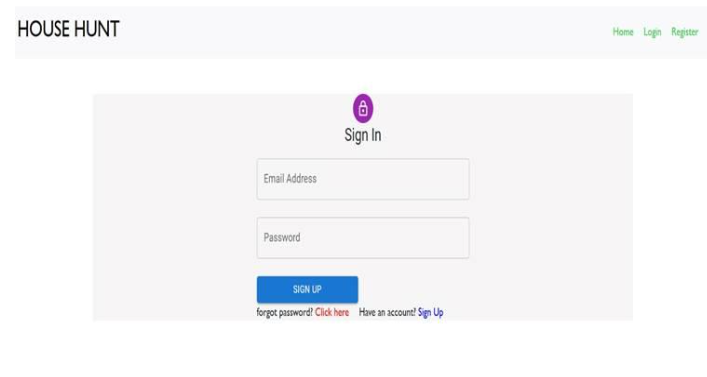 HOUSE HUNT
Home Login Register
Sign In
Email Address
Password
SIGN UP
forgot password? Click here Have an account? Sign Up